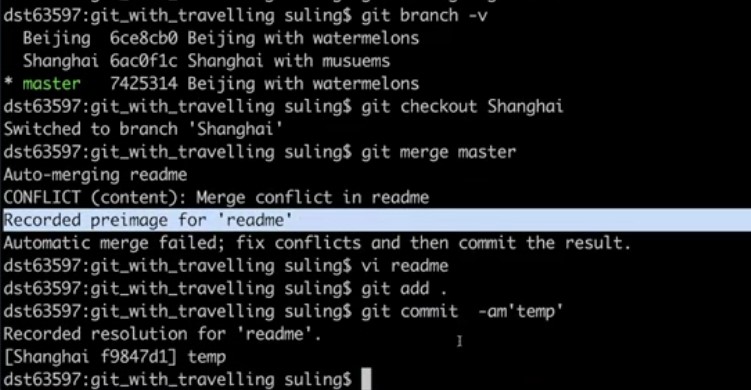 dst63597:git_with_travelling suling$ git branch -v
  Beijing  6ce8cb0 Beijing with watermelons
  Shanghai 6ac0f1c Shanghai with musuems
* master   7425314 Beijing with watermelons
dst63597:git_with_travelling suling$ git checkout Shanghai
Switched to branch 'Shanghai'
dst63597:git_with_travelling suling$ git merge master
Auto-merging readme
CONFLICT (content): Merge conflict in readme
Recorded preimage for 'readme'
Automatic merge failed; fix conflicts and then commit the result.
dst63597:git_with_travelling suling$ vi readme
dst63597:git_with_travelling suling$ git add .
dst63597:git_with_travelling suling$ git commit  -am'temp'
Recorded resolution for 'readme'.
[Shanghai f9847d1] temp
dst63597:git_with_travelling suling$